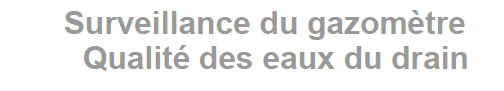 Surveillance du gazomètre
Qualité des eaux du drain